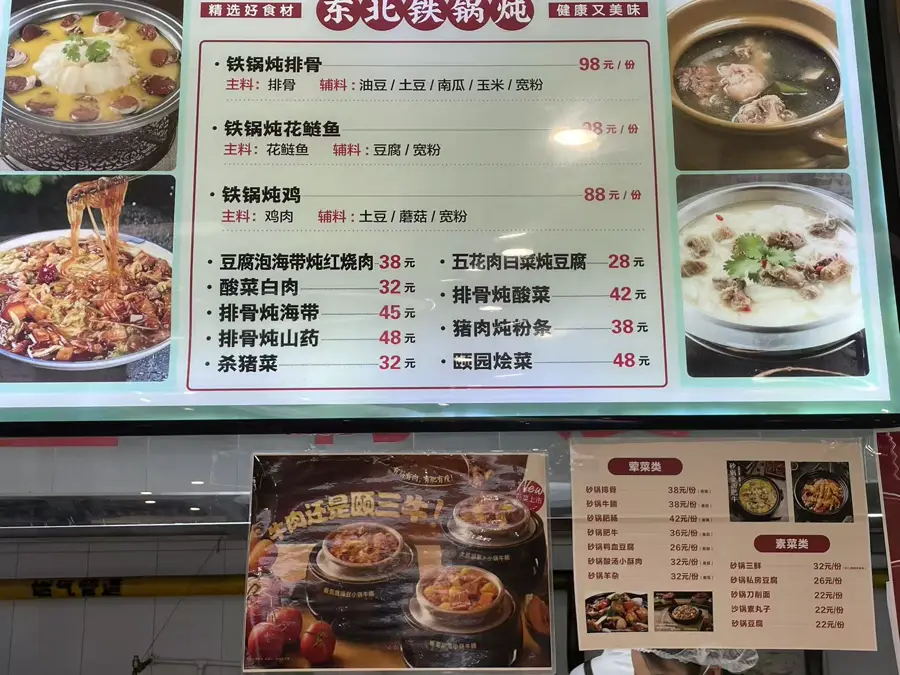 精选好食材
东北铁锅炖
健康又美味
· 铁锅炖排骨 98元/份
主料：排骨 辅料：油豆/土豆/南瓜/玉米/宽粉
· 铁锅炖花鲢鱼 98元/份
主料：花鲢鱼 辅料：豆腐/宽粉
· 铁锅炖鸡 88元/份
主料：鸡肉 辅料：土豆/蘑菇/宽粉
· 豆腐泡海带炖红烧肉 38元
· 酸菜白肉 32元
· 排骨炖海带 45元
· 排骨炖山药 48元
· 杀猪菜 32元
· 五花肉白菜炖豆腐 28元
· 排骨炖酸菜 42元
· 猪肉炖粉条 38元
· 颐园烩菜 48元
牛肉还是颐三牛！
New
荤菜类
砂锅排骨 38元/份
砂锅牛腩 38元/份
砂锅肥肠 42元/份
砂锅肥牛 36元/份
砂锅鸭血豆腐 26元/份
砂锅酸汤小酥肉 32元/份
砂锅羊杂 32元/份
素菜类
砂锅三鲜 32元/份
砂锅私房豆腐 26元/份
砂锅刀削面 22元/份
沙锅素丸子 22元/份
砂锅豆腐 22元/份